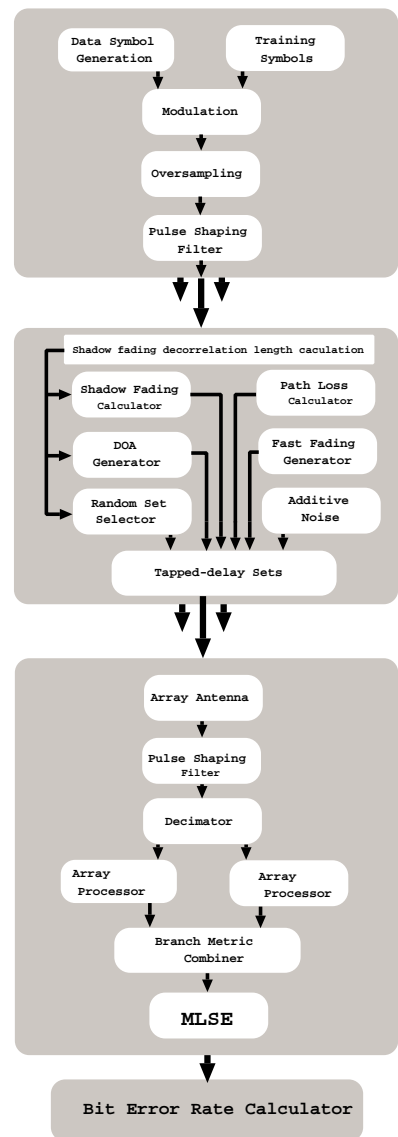 Data Symbol
Generation
Training
Symbols
Modulation
Oversampling
Pulse Shaping
Filter
Shadow fading decorrelation length caculation
Shadow Fading
Calculator
Path Loss
Calculator
DOA
Generator
Fast Fading
Generator
Random Set
Selector
Additive
Noise
Tapped-delay Sets
Array Antenna
Pulse Shaping
Filter
Decimator
Array
Processor
Array
Processor
Branch Metric
Combiner
MLSE
Bit Error Rate Calculator